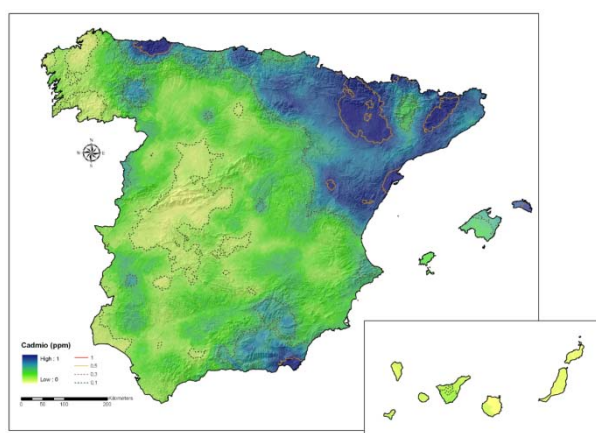 N
Cadmio (ppm)
High : 1
Low : 0
1
0,5
0,3
0,1
0 50 100 200
Kilometers